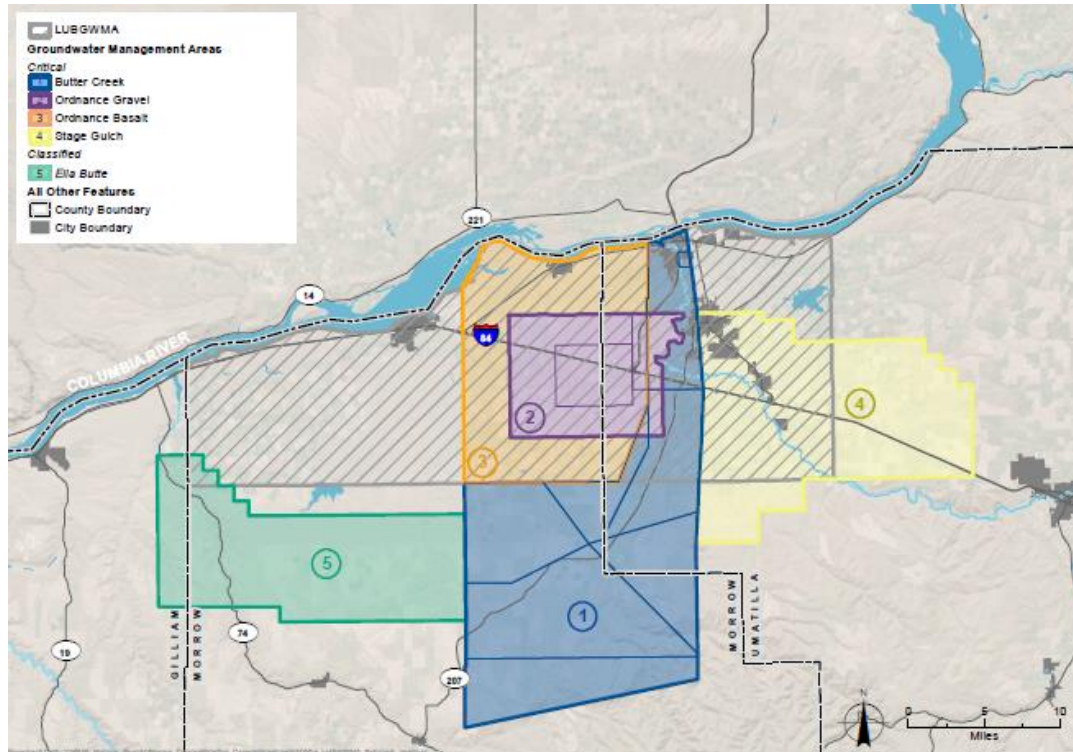 LUBGWMA
Groundwater Management Areas
Critical
Butter Creek
Ordnance Gravel
3 Ordnance Basalt
4 Stage Gulch
Classified
5 Ella Butte
All Other Features
County Boundary
City Boundary
221
14
84
COLUMBIA RIVER
2
4
3
5
1
GILLIAM
MORROW
MORROW
UMATILLA
74
19
207
N
0 5 10
Miles